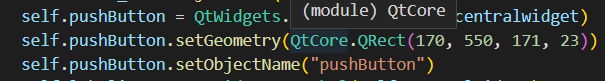 (module) QtCore
self.pushButton = QtWidgets.centralwidget)
self.pushButton.setGeometry(QtCore.QRect(170, 550, 171, 23))
self.pushButton.setObjectName("pushButton")